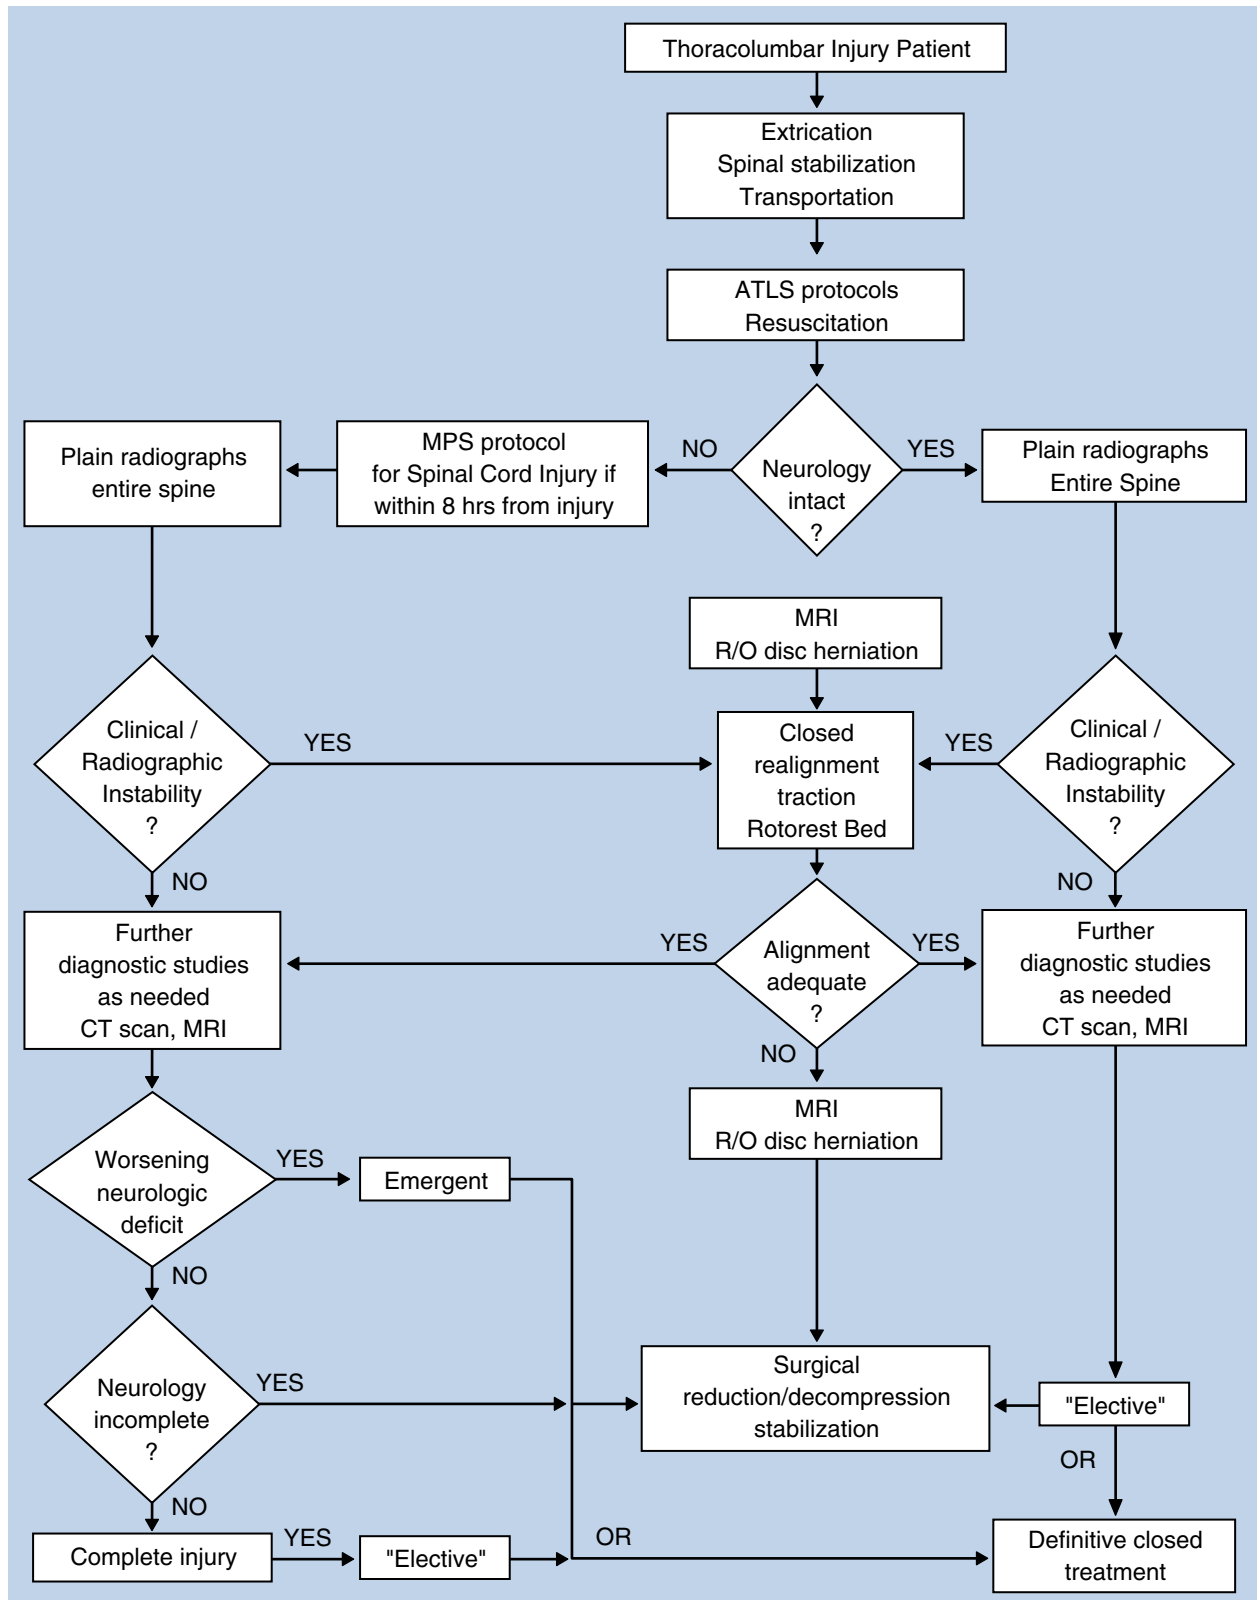 Thoracolumbar Injury Patient
Extrication
Spinal stabilization
Transportation
ATLS protocols
Resuscitation
Neurology
intact
?
NO
YES
MPS protocol
for Spinal Cord Injury if
within 8 hrs from injury
Plain radiographs
entire spine
Plain radiographs
Entire Spine
MRI
R/O disc herniation
Clinical /
Radiographic
Instability
?
YES
Closed
realignment
traction
Rotorest Bed
YES
Clinical /
Radiographic
Instability
?
NO
NO
Further
diagnostic studies
as needed
CT scan, MRI
YES
Alignment
adequate
?
YES
Further
diagnostic studies
as needed
CT scan, MRI
NO
MRI
R/O disc herniation
Worsening
neurologic
deficit
YES
Emergent
NO
Neurology
incomplete
?
YES
Surgical
reduction/decompression
stabilization
"Elective"
OR
NO
Complete injury
YES
"Elective"
OR
Definitive closed
treatment